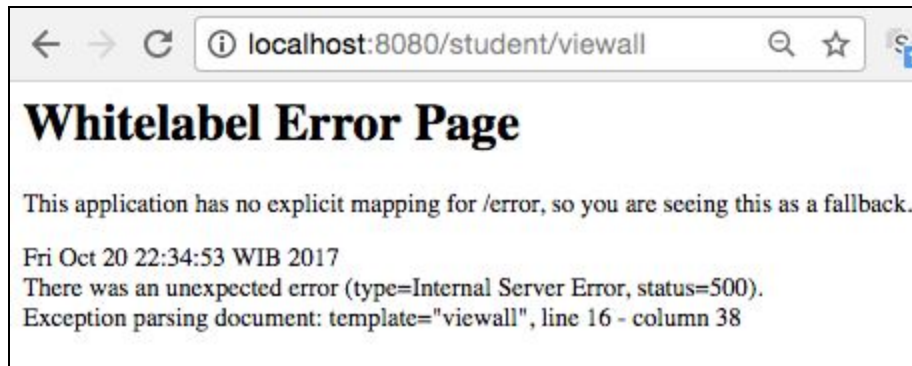 localhost:8080/student/viewall
Whitelabel Error Page
This application has no explicit mapping for /error, so you are seeing this as a fallback.
Fri Oct 20 22:34:53 WIB 2017
There was an unexpected error (type=Internal Server Error, status=500).
Exception parsing document: template="viewall", line 16 - column 38